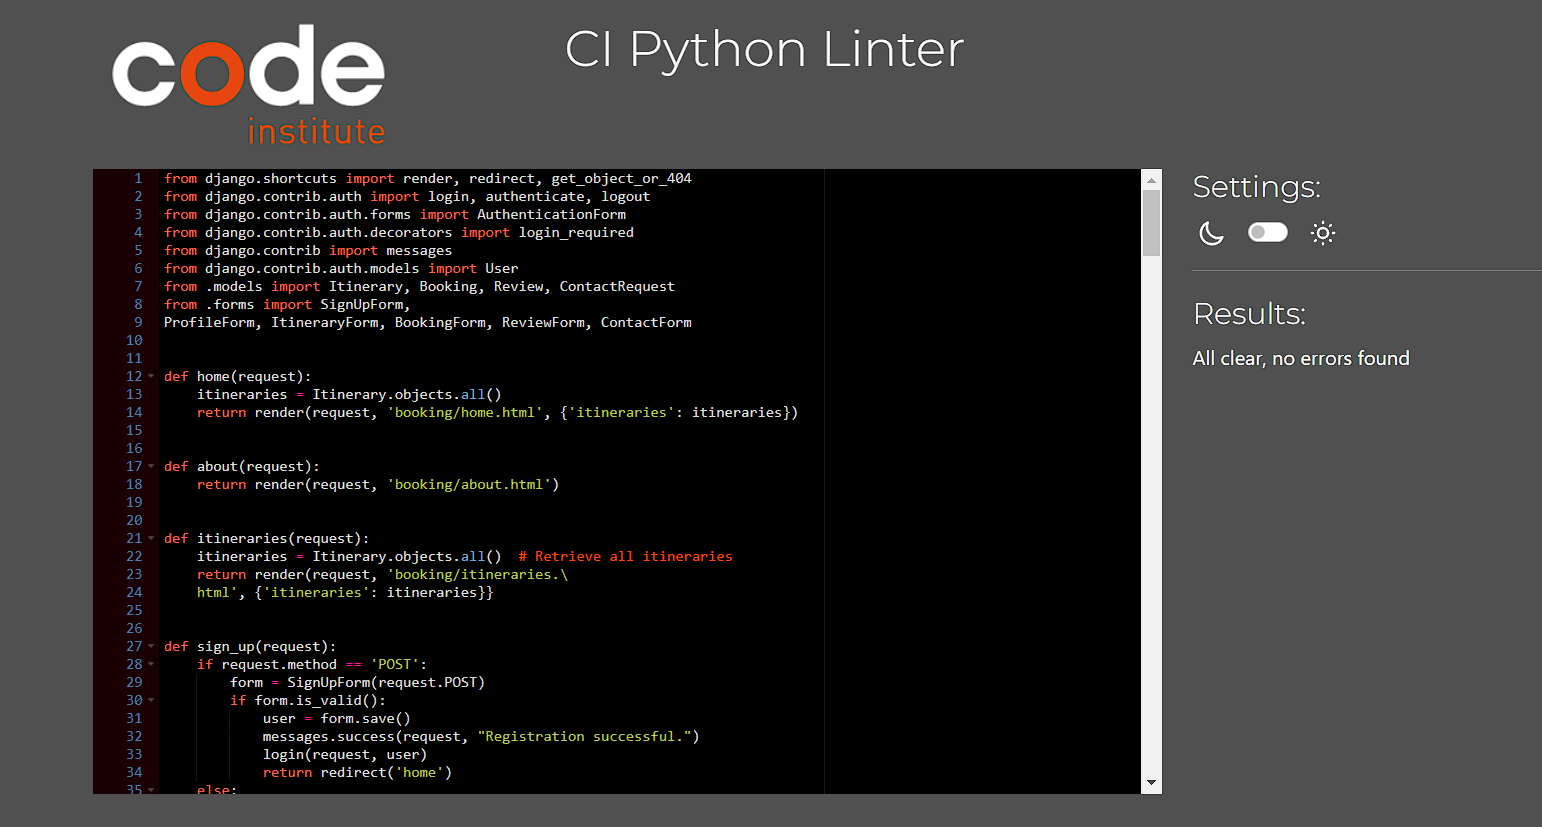 code
institute
CI Python Linter
1 from django.shortcuts import render, redirect, get_object_or_404
2 from django.contrib.auth import login, authenticate, logout
3 from django.contrib.auth.forms import AuthenticationForm
4 from django.contrib.auth.decorators import login_required
5 from django.contrib import messages
6 from django.contrib.auth.models import User
7 from .models import Itinerary, Booking, Review, ContactRequest
8 from .forms import SignUpForm,
9 ProfileForm, ItineraryForm, BookingForm, ReviewForm, ContactForm
10
11
12 def home(request):
13     itineraries = Itinerary.objects.all()
14     return render(request, 'booking/home.html', {'itineraries': itineraries})
15
16
17 def about(request):
18     return render(request, 'booking/about.html')
19
20
21 def itineraries(request):
22     itineraries = Itinerary.objects.all()  # Retrieve all itineraries
23     return render(request, 'booking/itineraries.\
24     html', {'itineraries': itineraries}}
25
26
27 def sign_up(request):
28     if request.method == 'POST':
29         form = SignUpForm(request.POST)
30         if form.is_valid():
31             user = form.save()
32             messages.success(request, "Registration successful.")
33             login(request, user)
34             return redirect('home')
35     else:
Settings:
Results:
All clear, no errors found